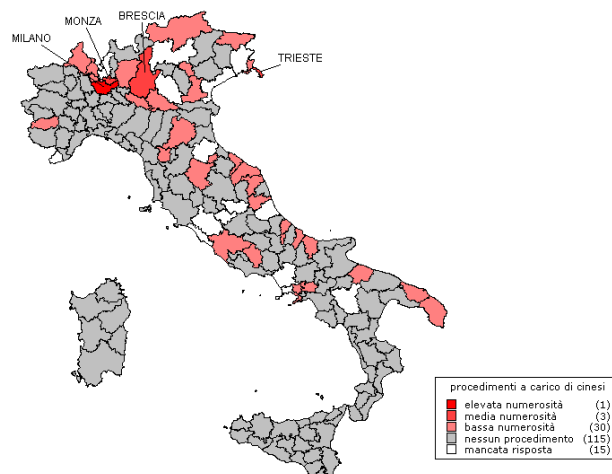 BRESCIA
MONZA
MILANO
TRIESTE
procedimenti a carico di cinesi
elevata numerosità (1)
media numerosità (3)
bassa numerosità (30)
nessun procedimento (115)
mancata risposta (15)